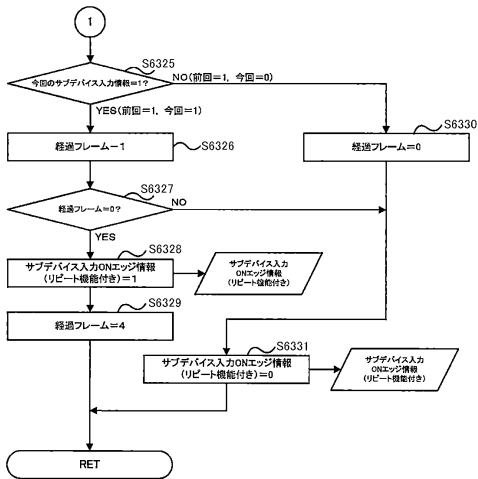 1
S6325
今回のサブデバイス入力情報=1?
NO(前回=1, 今回=0)
YES(前回=1, 今回=1)
S6330
経過フレーム-1
S6326
経過フレーム=0
S6327
経過フレーム=0?
NO
YES
S6328
サブデバイス入力ONエッジ情報
(リピート機能付き)=1
サブデバイス入力
ONエッジ情報
(リピート機能付き)
S6329
経過フレーム=4
S6331
サブデバイス入力ONエッジ情報
(リピート機能付き)=0
サブデバイス入力
ONエッジ情報
(リピート機能付き)
RET